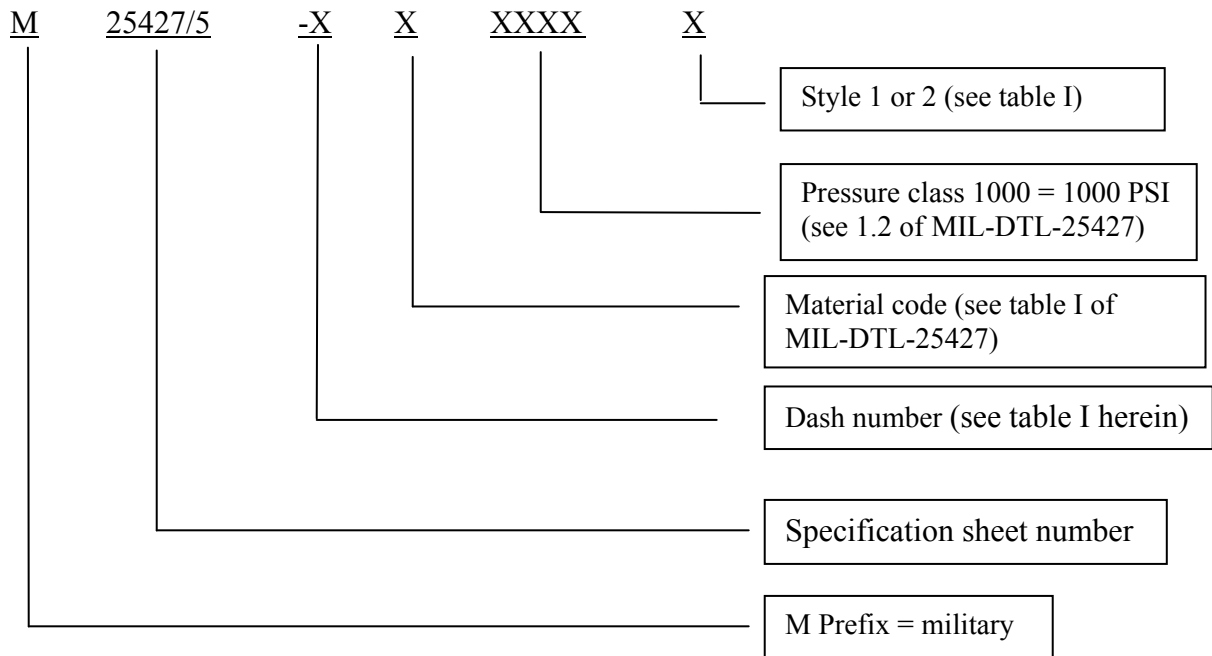 M 25427/5 -X X XXXX X
Style 1 or 2 (see table I)
Pressure class 1000 = 1000 PSI
(see 1.2 of MIL-DTL-25427)
Material code (see table I of
MIL-DTL-25427)
Dash number (see table I herein)
Specification sheet number
M Prefix = military